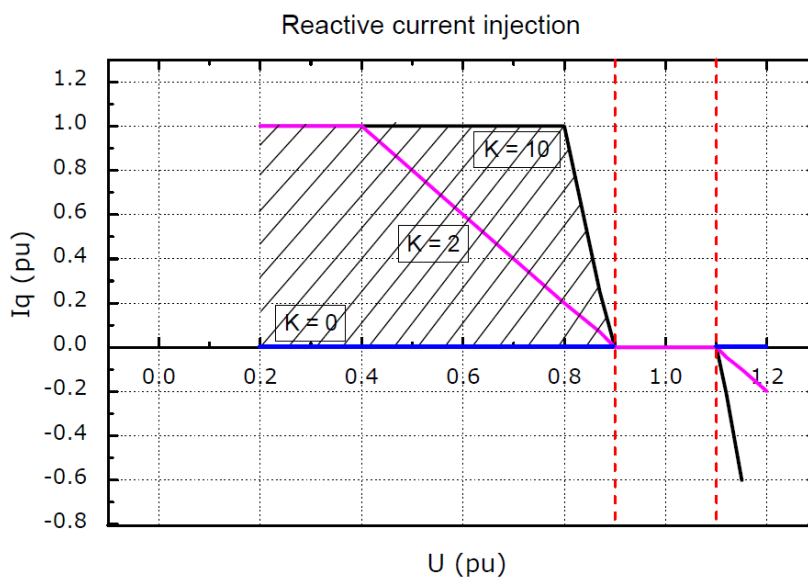 Reactive current injection
1.2
1.0
0.8
0.6
0.4
0.2
0.0
-0.2
-0.4
-0.6
-0.8
Iq (pu)
K = 10
K = 2
K = 0
0.0 0.2 0.4 0.6 0.8 1.0 1.2
U (pu)